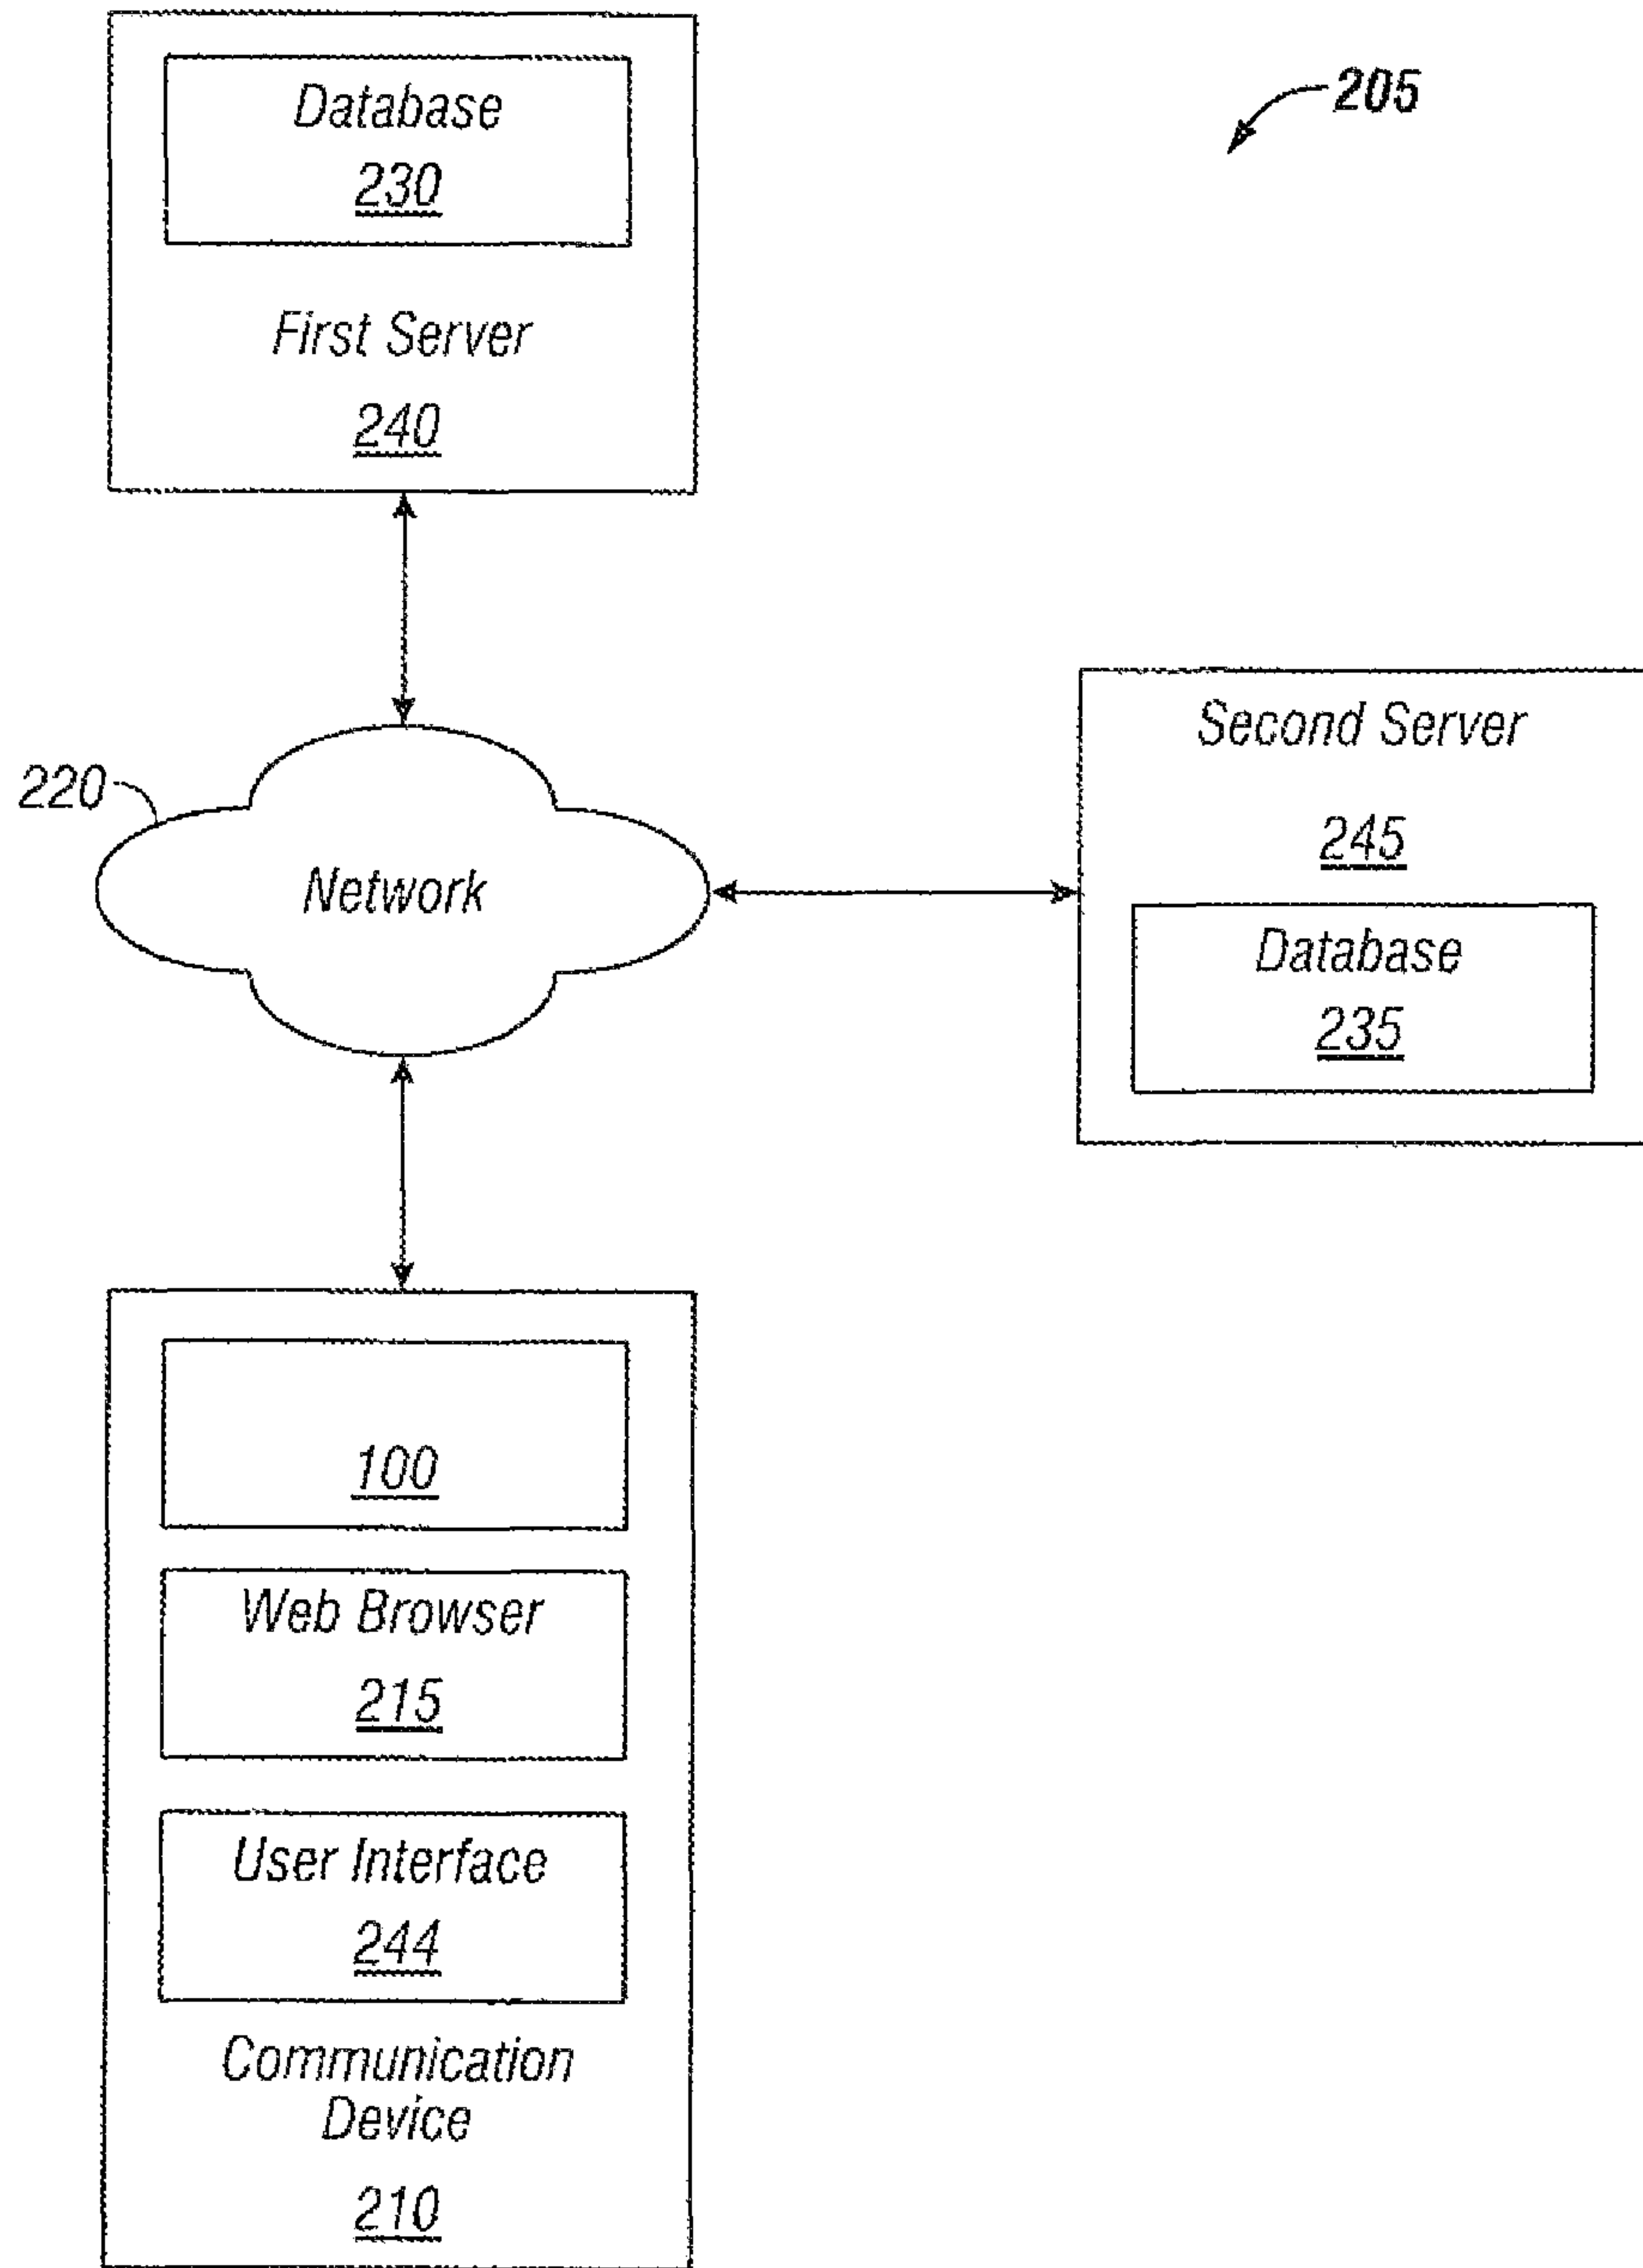 Database
230
First Server
240
205
220
Network
Second Server
245
Database
235
100
Web Browser
215
User Interface
244
Communication
Device
210